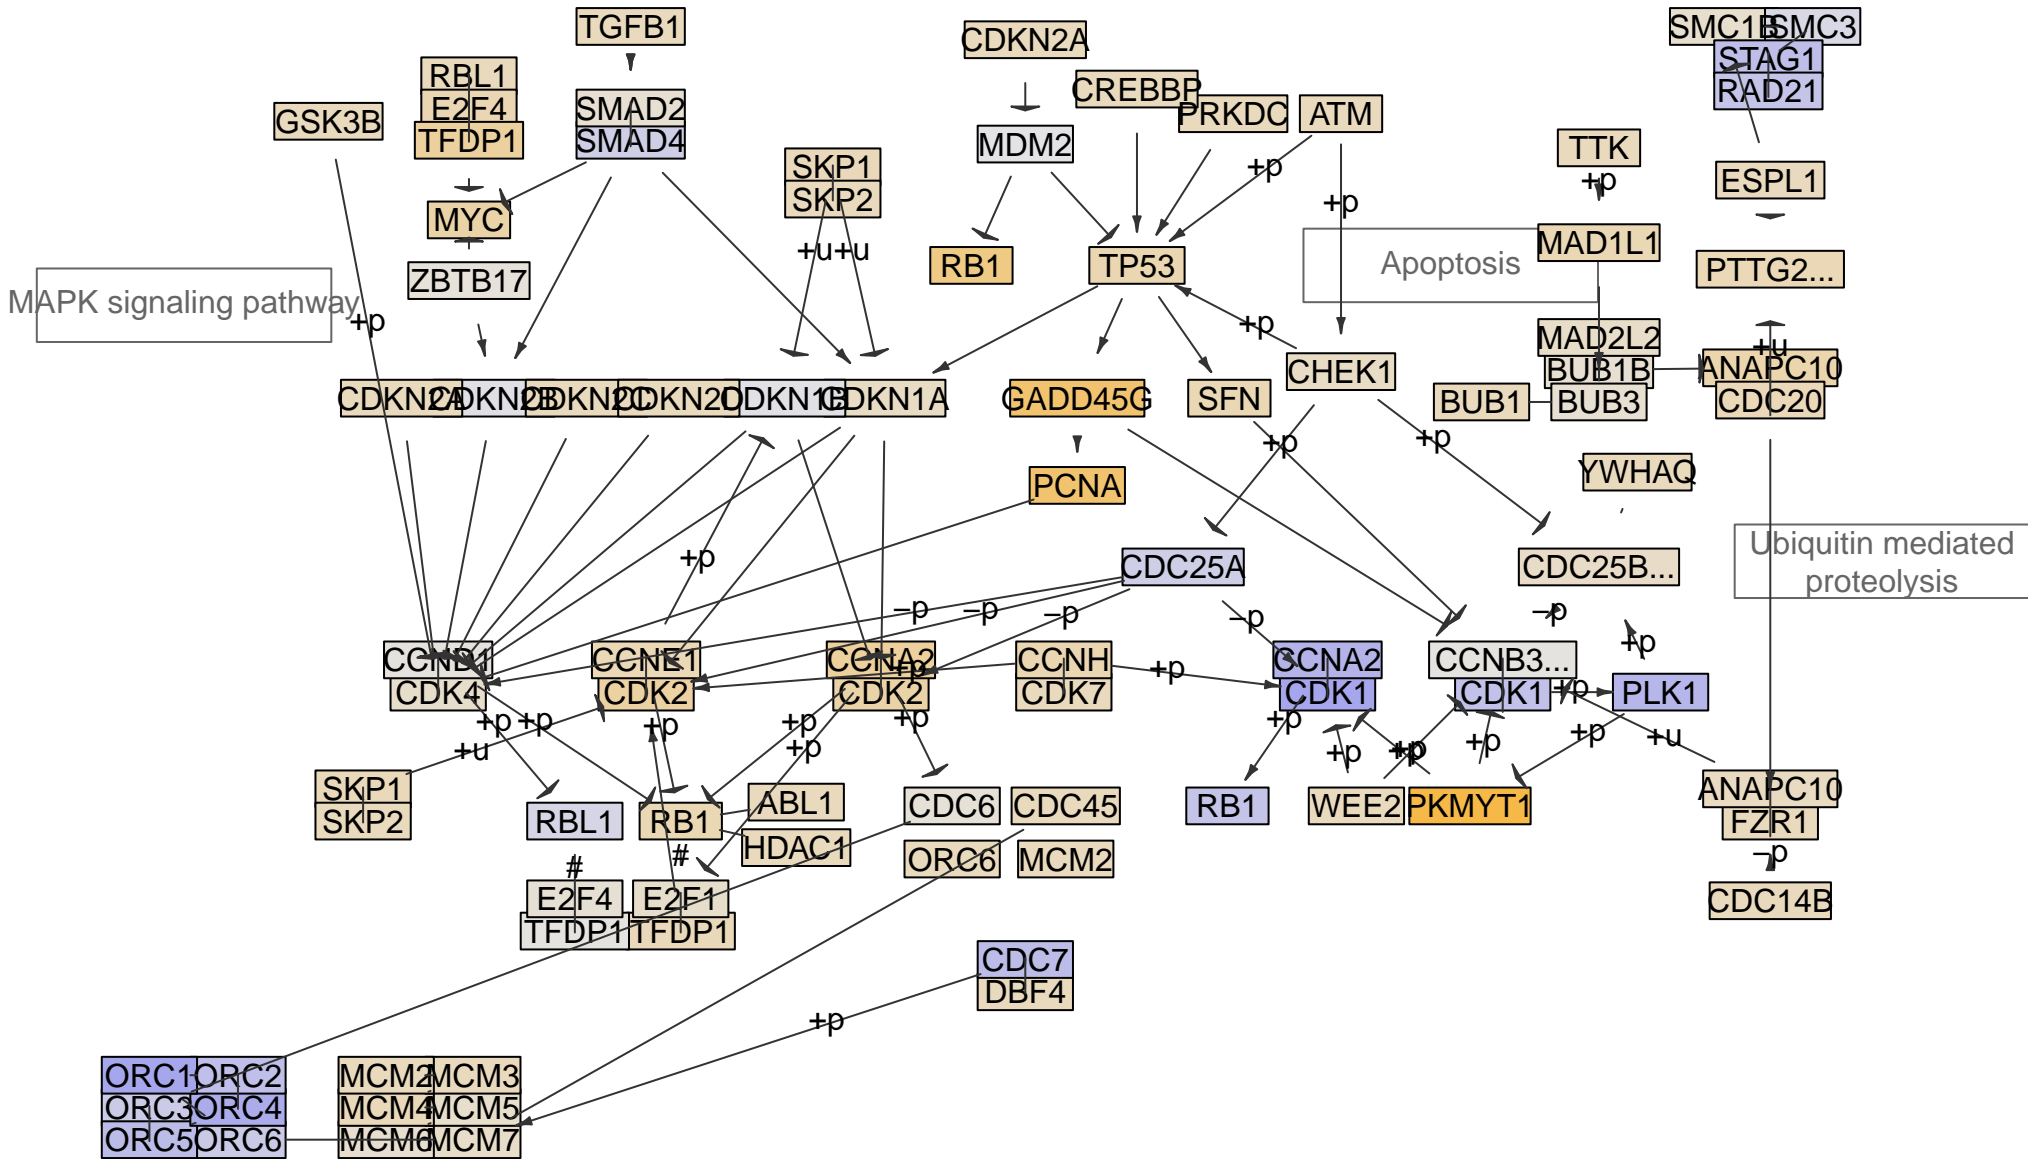 TGFB1
CDKN2A
SMC1B
SMC3
STAG1
RAD21
RBL1
E2F4
TFDP1
GSK3B
SMAD2
SMAD4
CREBBP
PRKDC
ATM
MDM2
TTK
+p
SKP1
SKP2
ESPL1
MYC
+p
+p
+u
+u
RB1
TP53
Apoptosis
MAD1L1
PTTG2...
ZBTB17
MAPK signaling pathway
+p
+p
MAD2L2
BUB1B
BUB3
BUB1
+u
ANAPC10
CDC20
CHEK1
CDKN2A
CDKN2B
CDKN2C
CDKN2D
CDKN1B
CDKN1A
GADD45G
SFN
+p
+p
YWHAQ
PCNA
+p
CDC25A
CDC25B...
Ubiquitin mediated
proteolysis
−p
−p
−p
−p
−p
+p
CCND1
CDK4
CCNE1
CDK2
CCNA2
CDK2
+p
CCNH
CDK7
+p
CCNA2
CDK1
CCNB3...
CDK1
+p
PLK1
+p
+p
+p
+p
+p
+p
+p
+u
+p
+p
+p
+p
+p
+p
+u
SKP1
SKP2
RBL1
RB1
ABL1
HDAC1
CDC6
CDC45
ORC6
MCM2
RB1
WEE2
PKMYT1
ANAPC10
FZR1
−p
CDC14B
#
#
E2F4
TFDP1
E2F1
TFDP1
CDC7
DBF4
+p
ORC1
ORC2
MCM2
MCM3
ORC3
ORC4
MCM4
MCM5
ORC5
ORC6
MCM6
MCM7